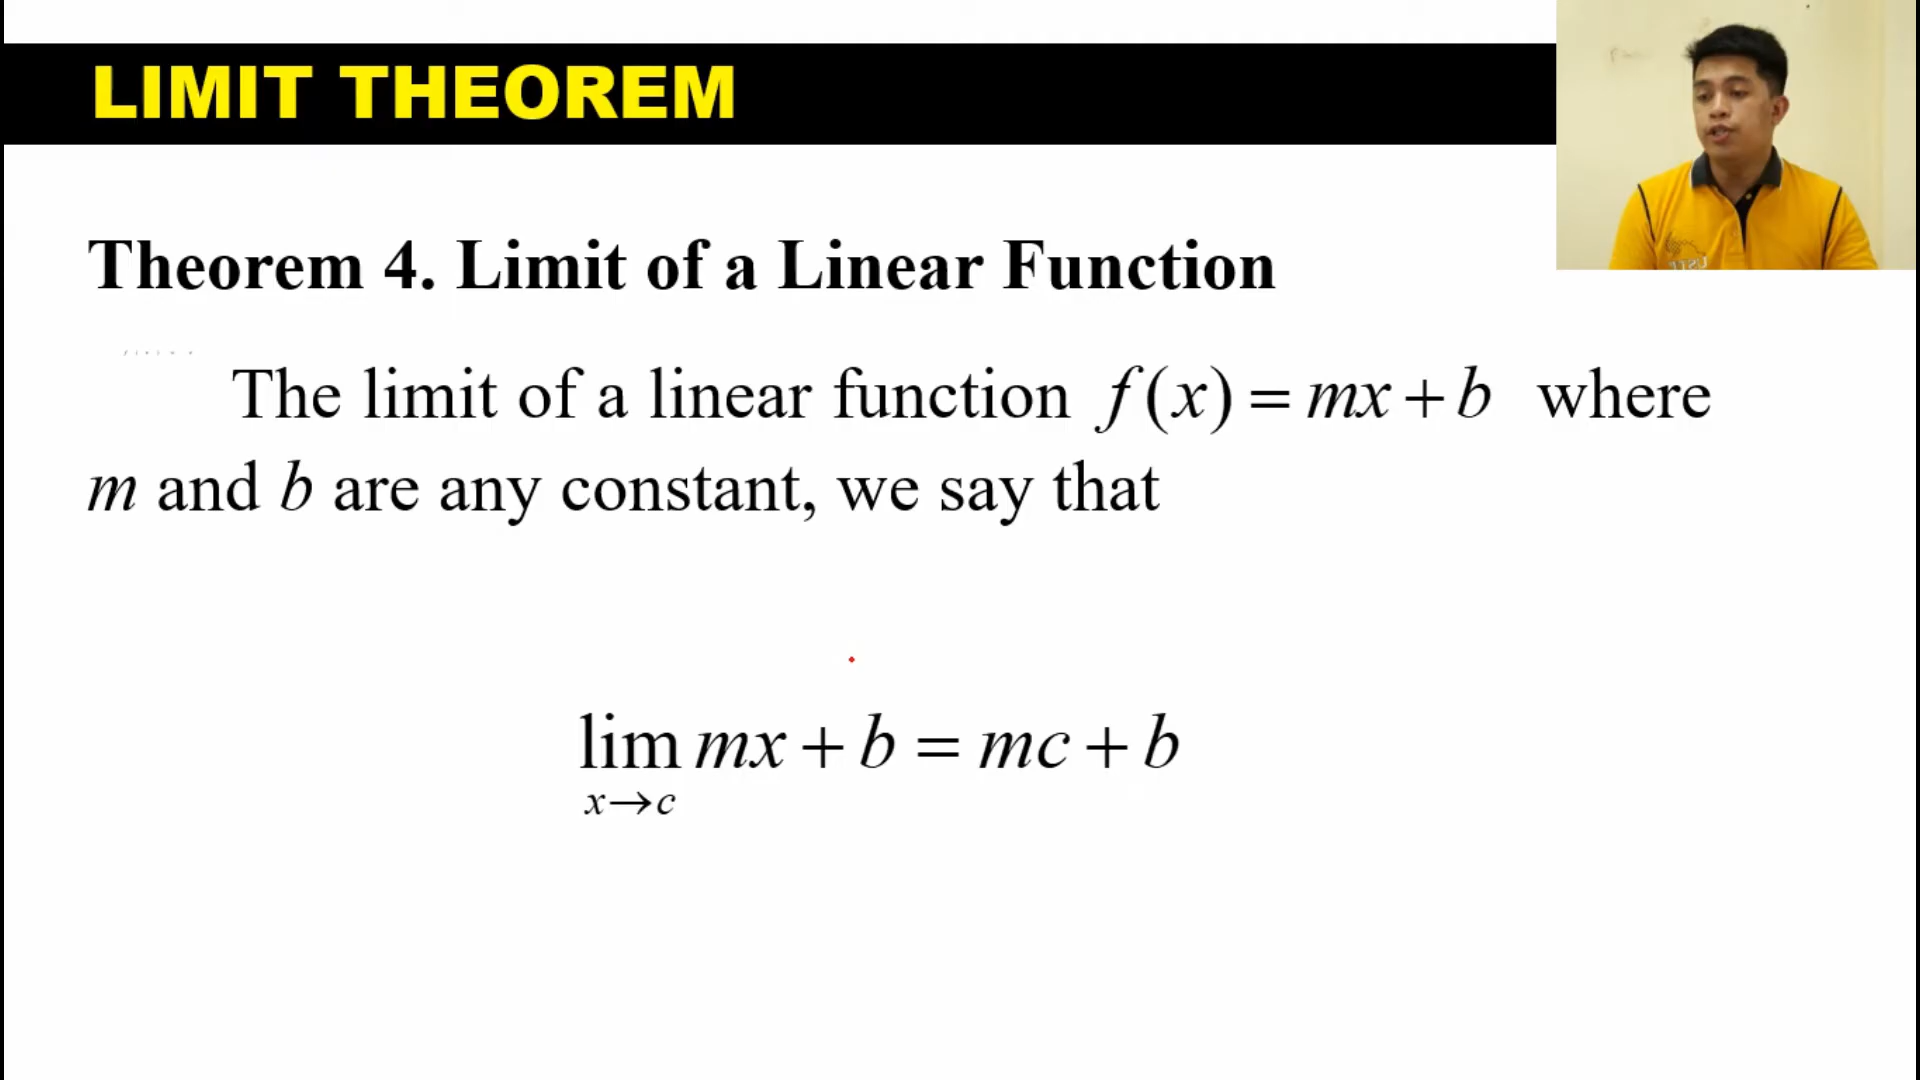 LIMIT THEOREM
Theorem 4. Limit of a Linear Function
The limit of a linear function f(x) = mx + b where
m and b are any constant, we say that
lim mx + b = mc + b
x→c